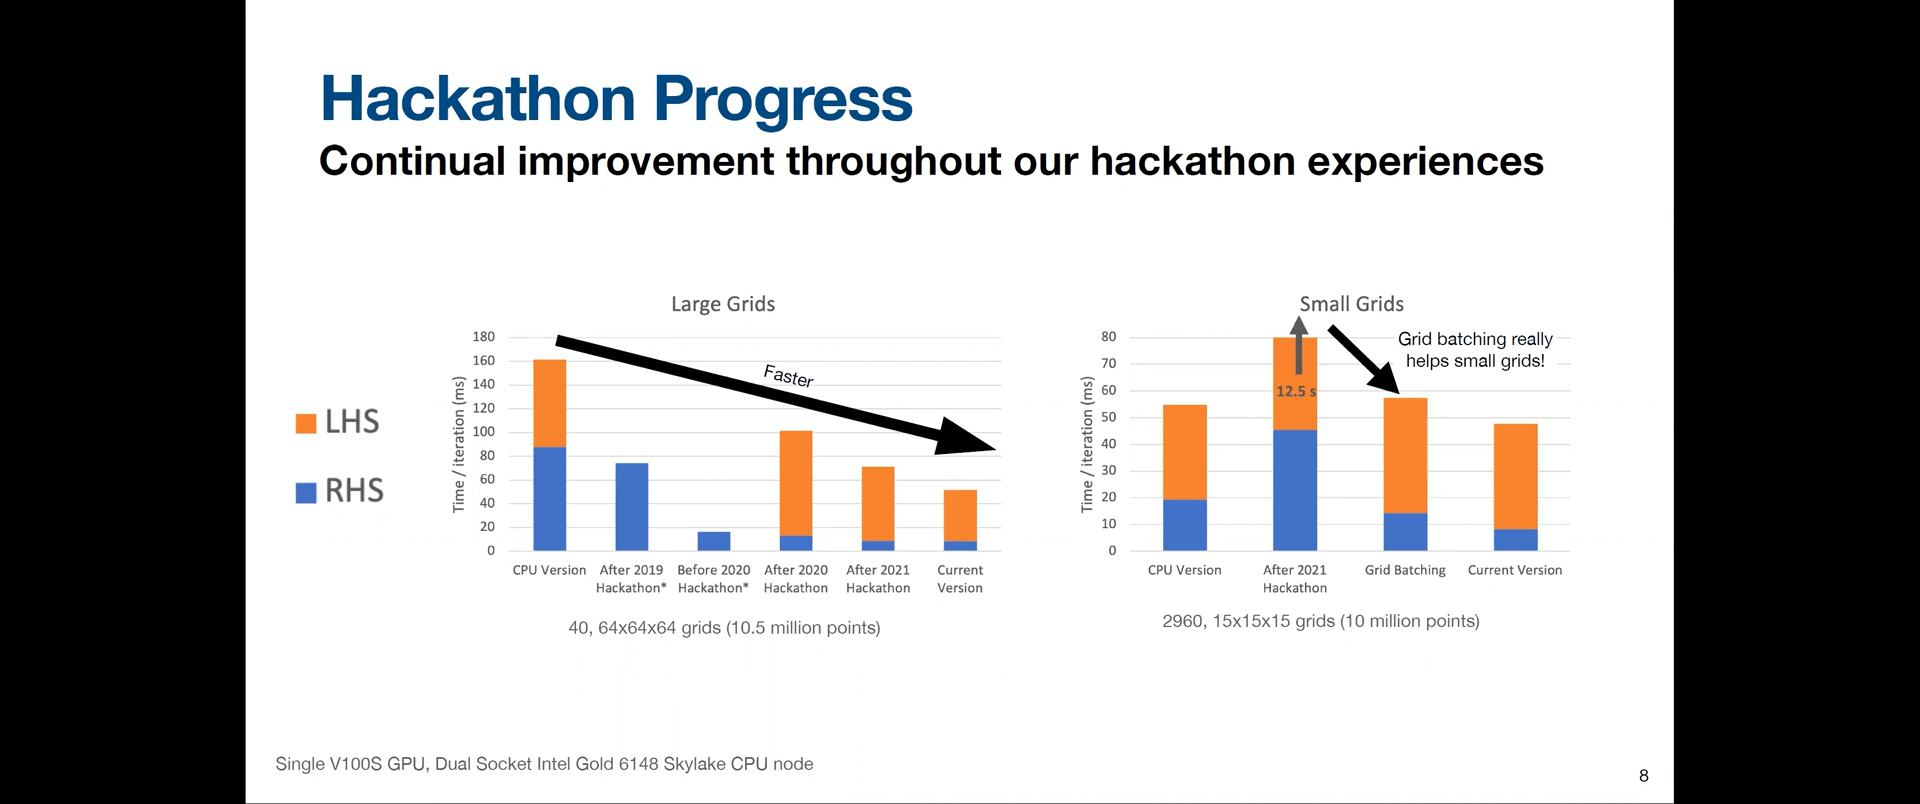 Hackathon Progress
Continual improvement throughout our hackathon experiences
LHS
RHS
Large Grids
Time / iteration (ms)
180
160
140
120
100
80
60
40
20
0
Faster
CPU Version
After 2019
Hackathon*
Before 2020
Hackathon*
After 2020
Hackathon
After 2021
Hackathon
Current
Version
40, 64x64x64 grids (10.5 million points)
Small Grids
Time / iteration (ms)
80
70
60
50
40
30
20
10
0
12.5 s
Grid batching really
helps small grids!
CPU Version
After 2021
Hackathon
Grid Batching
Current Version
2960, 15x15x15 grids (10 million points)
Single V100S GPU, Dual Socket Intel Gold 6148 Skylake CPU node
8